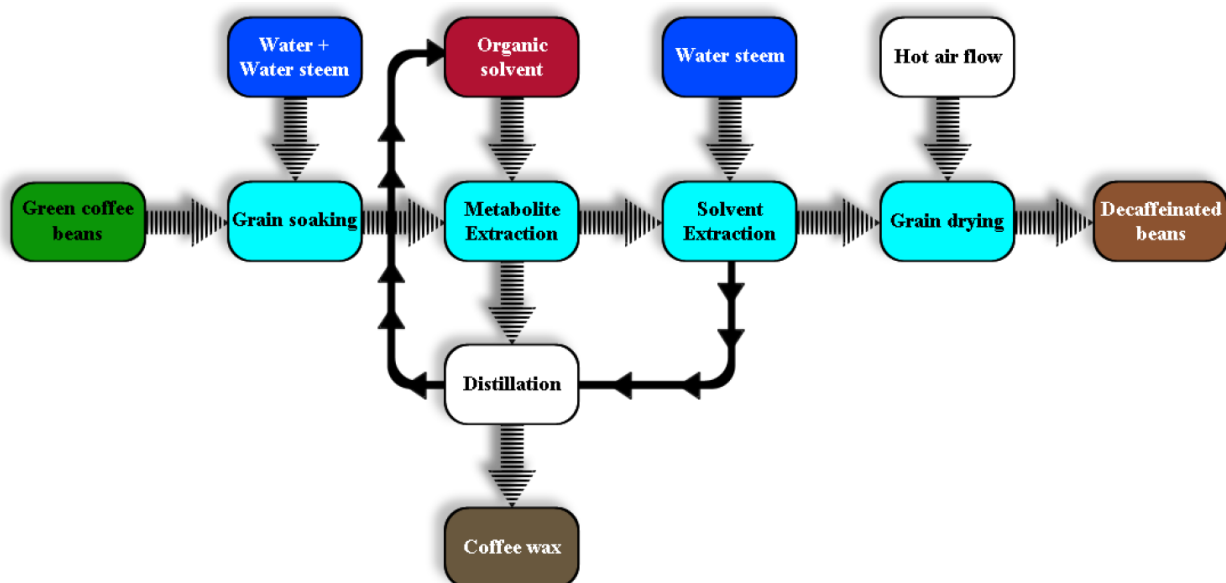 Water +
Water steem
Organic
solvent
Water steem
Hot air flow
Green coffee
beans
Grain soaking
Metabolite
Extraction
Solvent
Extraction
Grain drying
Decaffeinated
beans
Distillation
Coffee wax